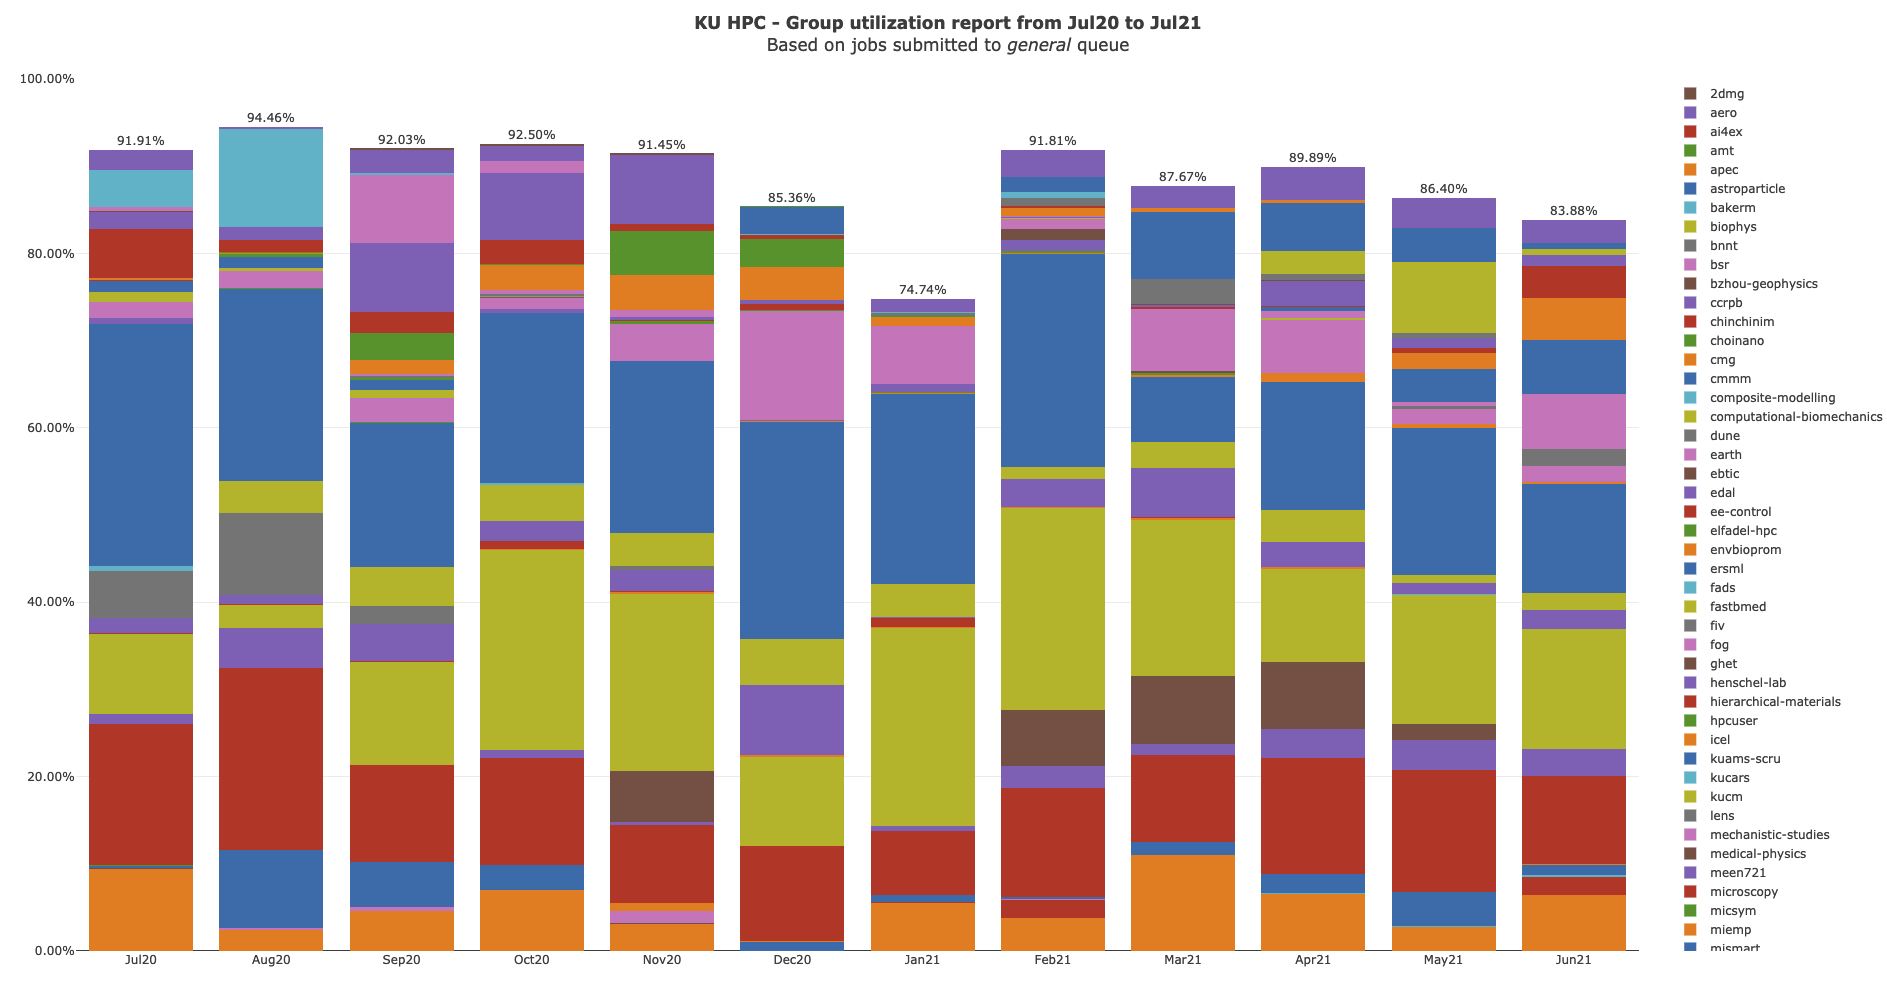 KU HPC - Group utilization report from Jul20 to Jul21
Based on jobs submitted to general queue
100.00%
80.00%
60.00%
40.00%
20.00%
0.00%
91.91%
94.46%
92.03%
92.50%
91.45%
85.36%
74.74%
91.81%
87.67%
89.89%
86.40%
83.88%
Jul20
Aug20
Sep20
Oct20
Nov20
Dec20
Jan21
Feb21
Mar21
Apr21
May21
Jun21
2dmg
aero
ai4ex
amt
apec
astroparticle
bakerm
biophys
bnnt
bsr
bzhou-geophysics
ccrpb
chinchinim
choinano
cmg
cmmm
composite-modelling
computational-biomechanics
dune
earth
ebtic
edal
ee-control
elfadel-hpc
envbioprom
ersml
fads
fastbmed
fiv
fog
ghet
henschel-lab
hierarchical-materials
hpcuser
icel
kuams-scru
kucars
kucm
lens
mechanistic-studies
medical-physics
meen721
microscopy
micsym
miemp
mismart